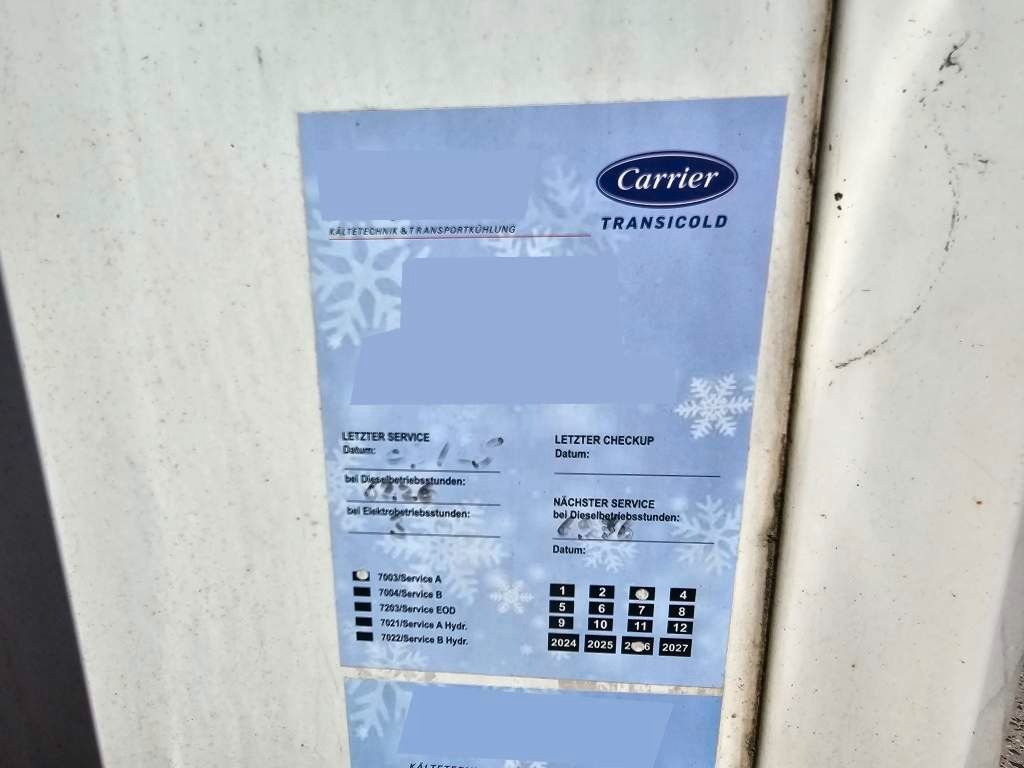 Carrier
TRANSICOLD
KÄLTETECHNIK & TRANSPORTKÜHLUNG
LETZTER SERVICE
Datum:
bei Dieselbetriebsstunden:
bei Elektrobetriebsstunden:
LETZTER CHECKUP
Datum:
NÄCHSTER SERVICE
bei Dieselbetriebsstunden:
Datum:
7003/Service A
7004/Service B
7203/Service EOD
7021/Service A Hydr.
7022/Service B Hydr.
1 2 4
5 6 7 8
9 10 11 12
2024 2025 2027